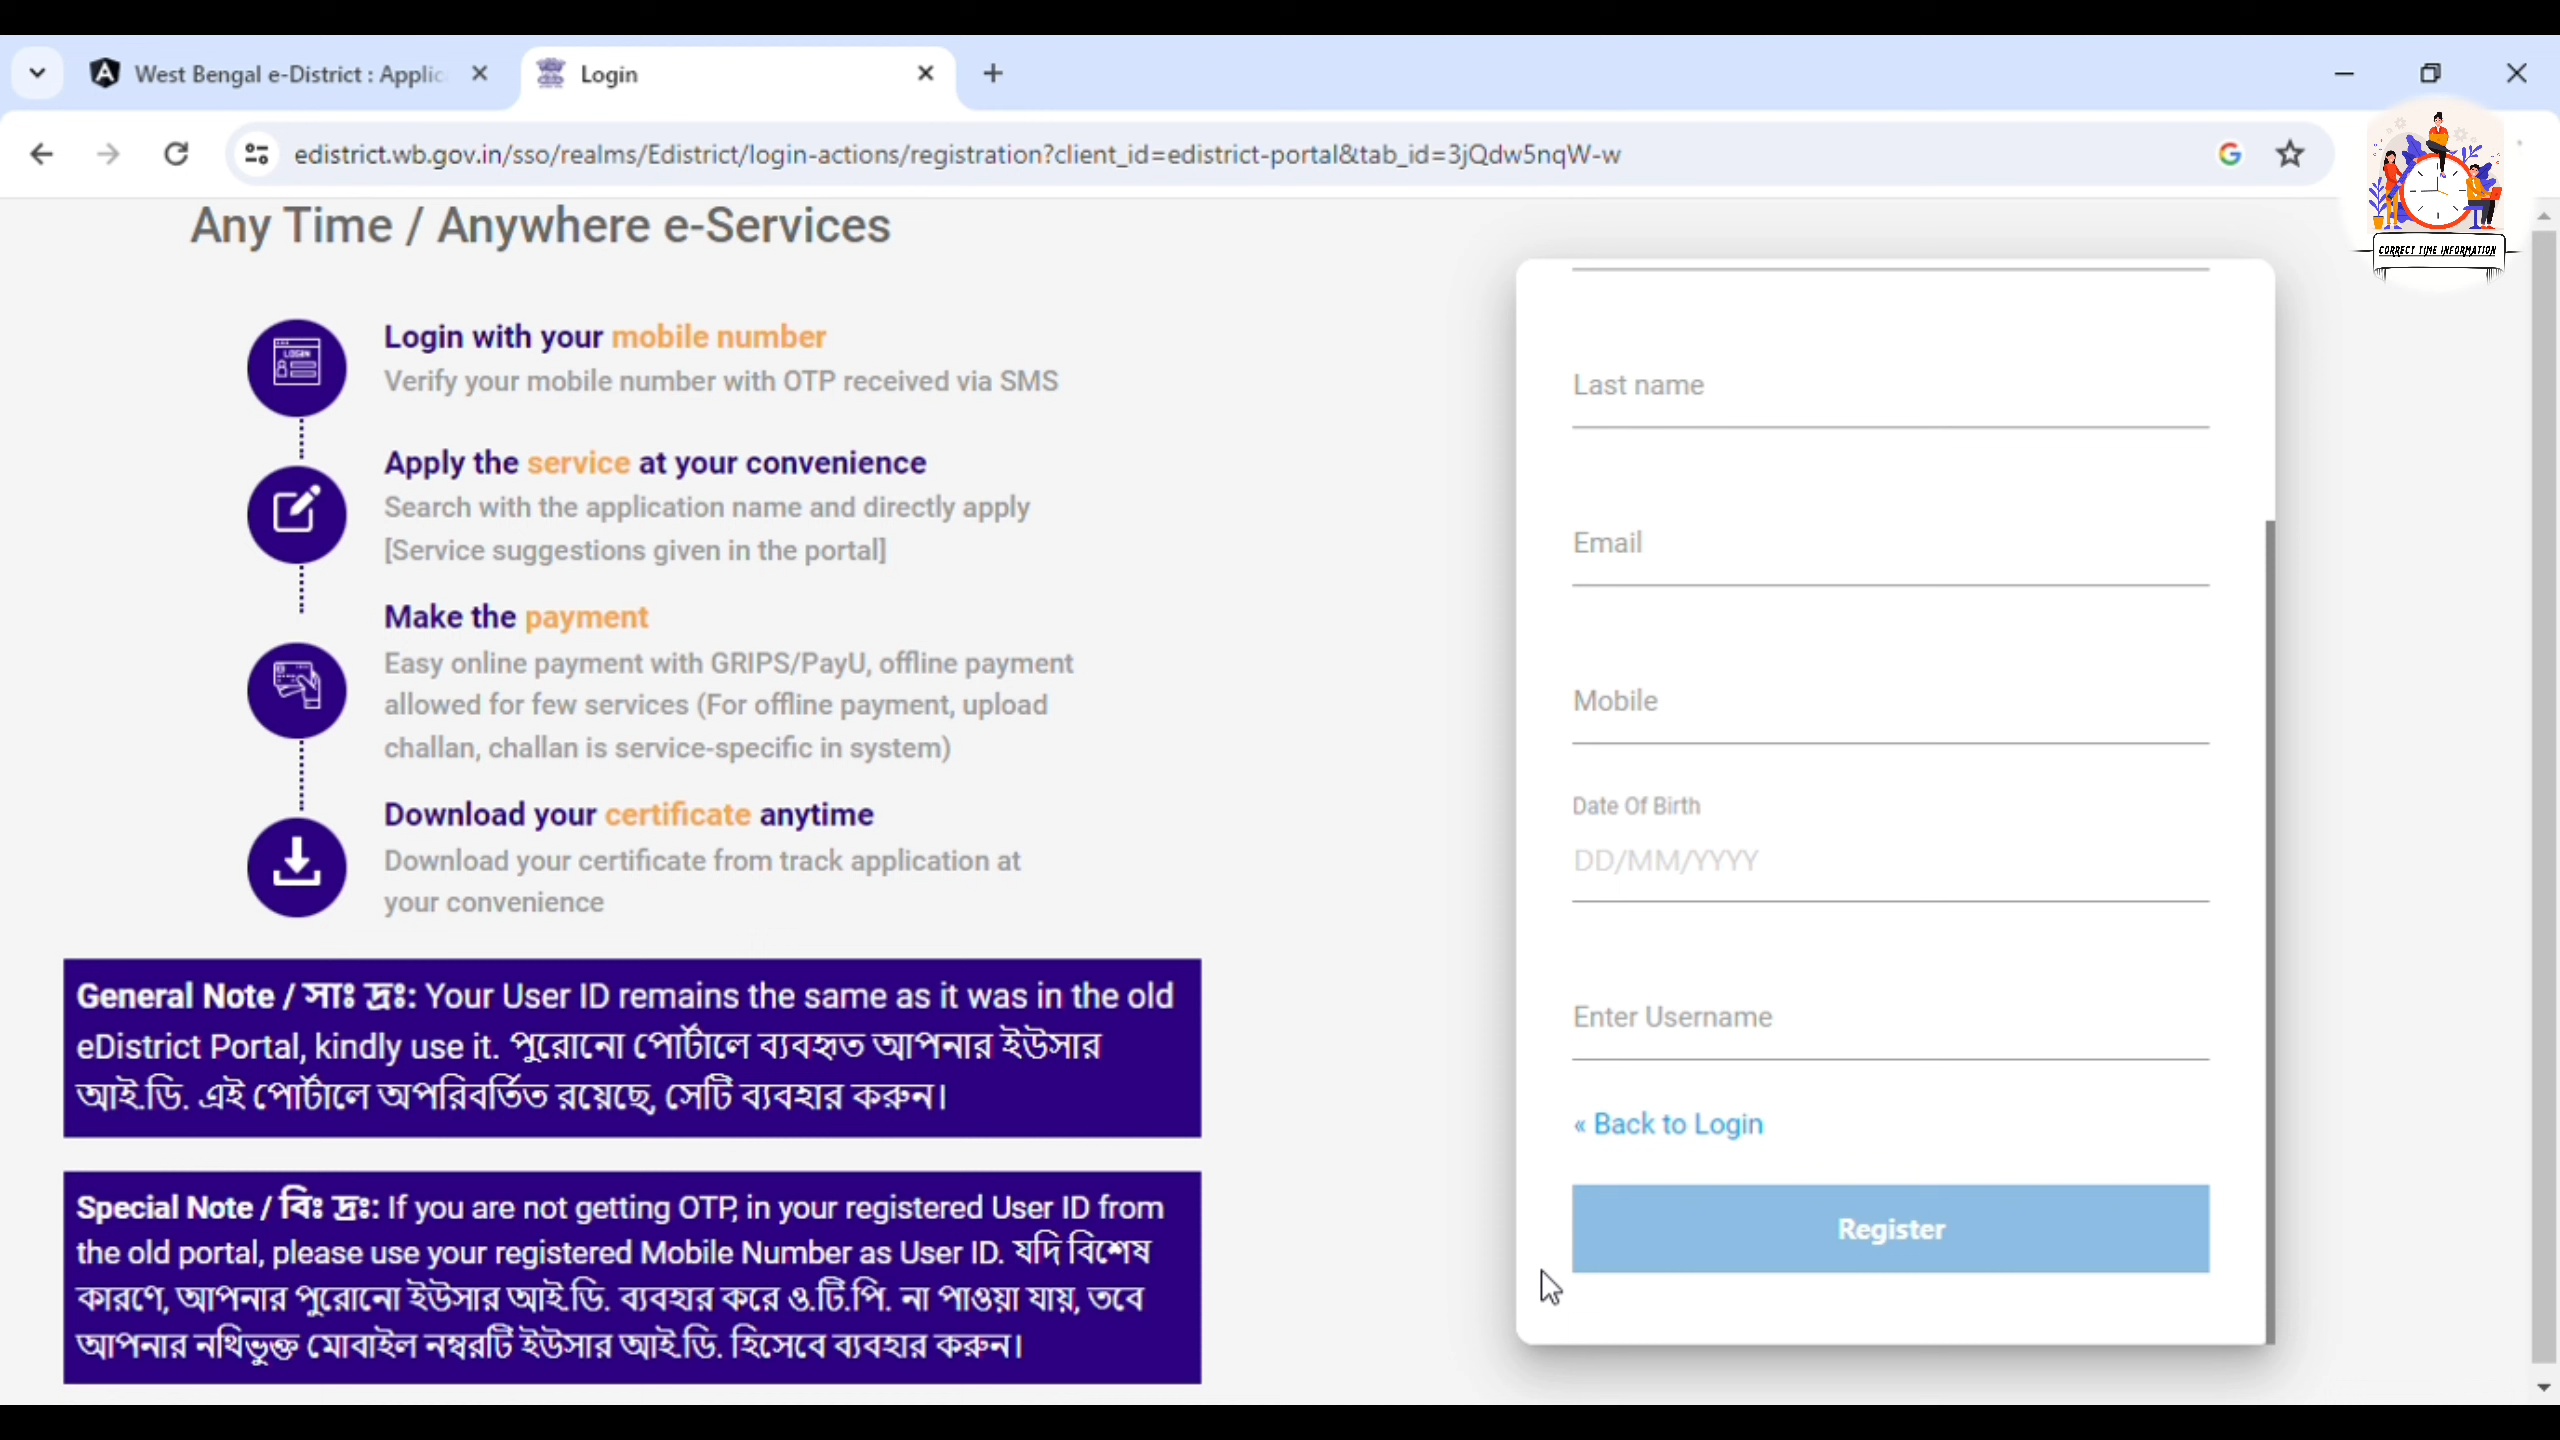 West Bengal e-District : Applic
Login
edistrict.wb.gov.in/sso/realms/Edistrict/login-actions/registration?client_id=edistrict-portal&tab_id=3jQdw5nqW-w
CORRECT TIME INFORMATION
Any Time / Anywhere e-Services
LOGIN
Login with your mobile number
Verify your mobile number with OTP received via SMS
Apply the service at your convenience
Search with the application name and directly apply
[Service suggestions given in the portal]
Make the payment
Easy online payment with GRIPS/PayU, offline payment
allowed for few services (For offline payment, upload
challan, challan is service-specific in system)
Download your certificate anytime
Download your certificate from track application at
your convenience
General Note / সাঃ দ্রঃ: Your User ID remains the same as it was in the old
eDistrict Portal, kindly use it. পুরোনো পোর্টালে ব্যবহৃত আপনার ইউসার
আই.ডি. এই পোর্টালে অপরিবর্তিত রয়েছে, সেটি ব্যবহার করুন।
Special Note / বিঃ দ্রঃ: If you are not getting OTP, in your registered User ID from
the old portal, please use your registered Mobile Number as User ID. যদি বিশেষ
কারণে, আপনার পুরোনো ইউসার আই.ডি. ব্যবহার করে ও.টি.পি. না পাওয়া যায়, তবে
আপনার নথিভুক্ত মোবাইল নম্বরটি ইউসার আই.ডি. হিসেবে ব্যবহার করুন।
Last name
Email
Mobile
Date Of Birth
DD/MM/YYYY
Enter Username
« Back to Login
Register